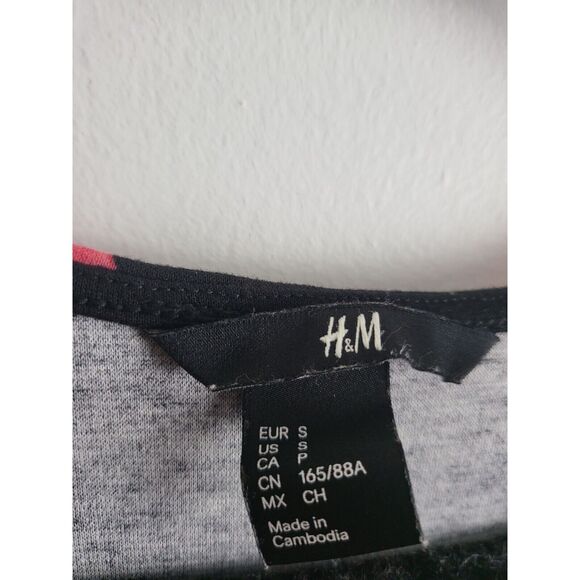 H&M
EUR S
US S
CA P
CN 165/88A
MX CH
Made in
Cambodia